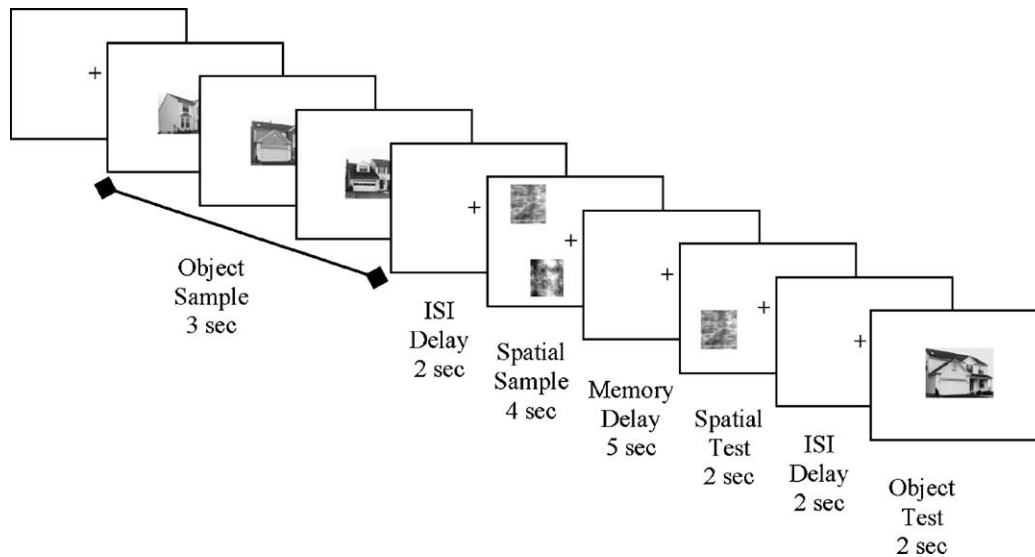 Object
Sample
3 sec
ISI
Delay
2 sec
Spatial
Sample
4 sec
Memory
Delay
5 sec
Spatial
Test
2 sec
ISI
Delay
2 sec
Object
Test
2 sec